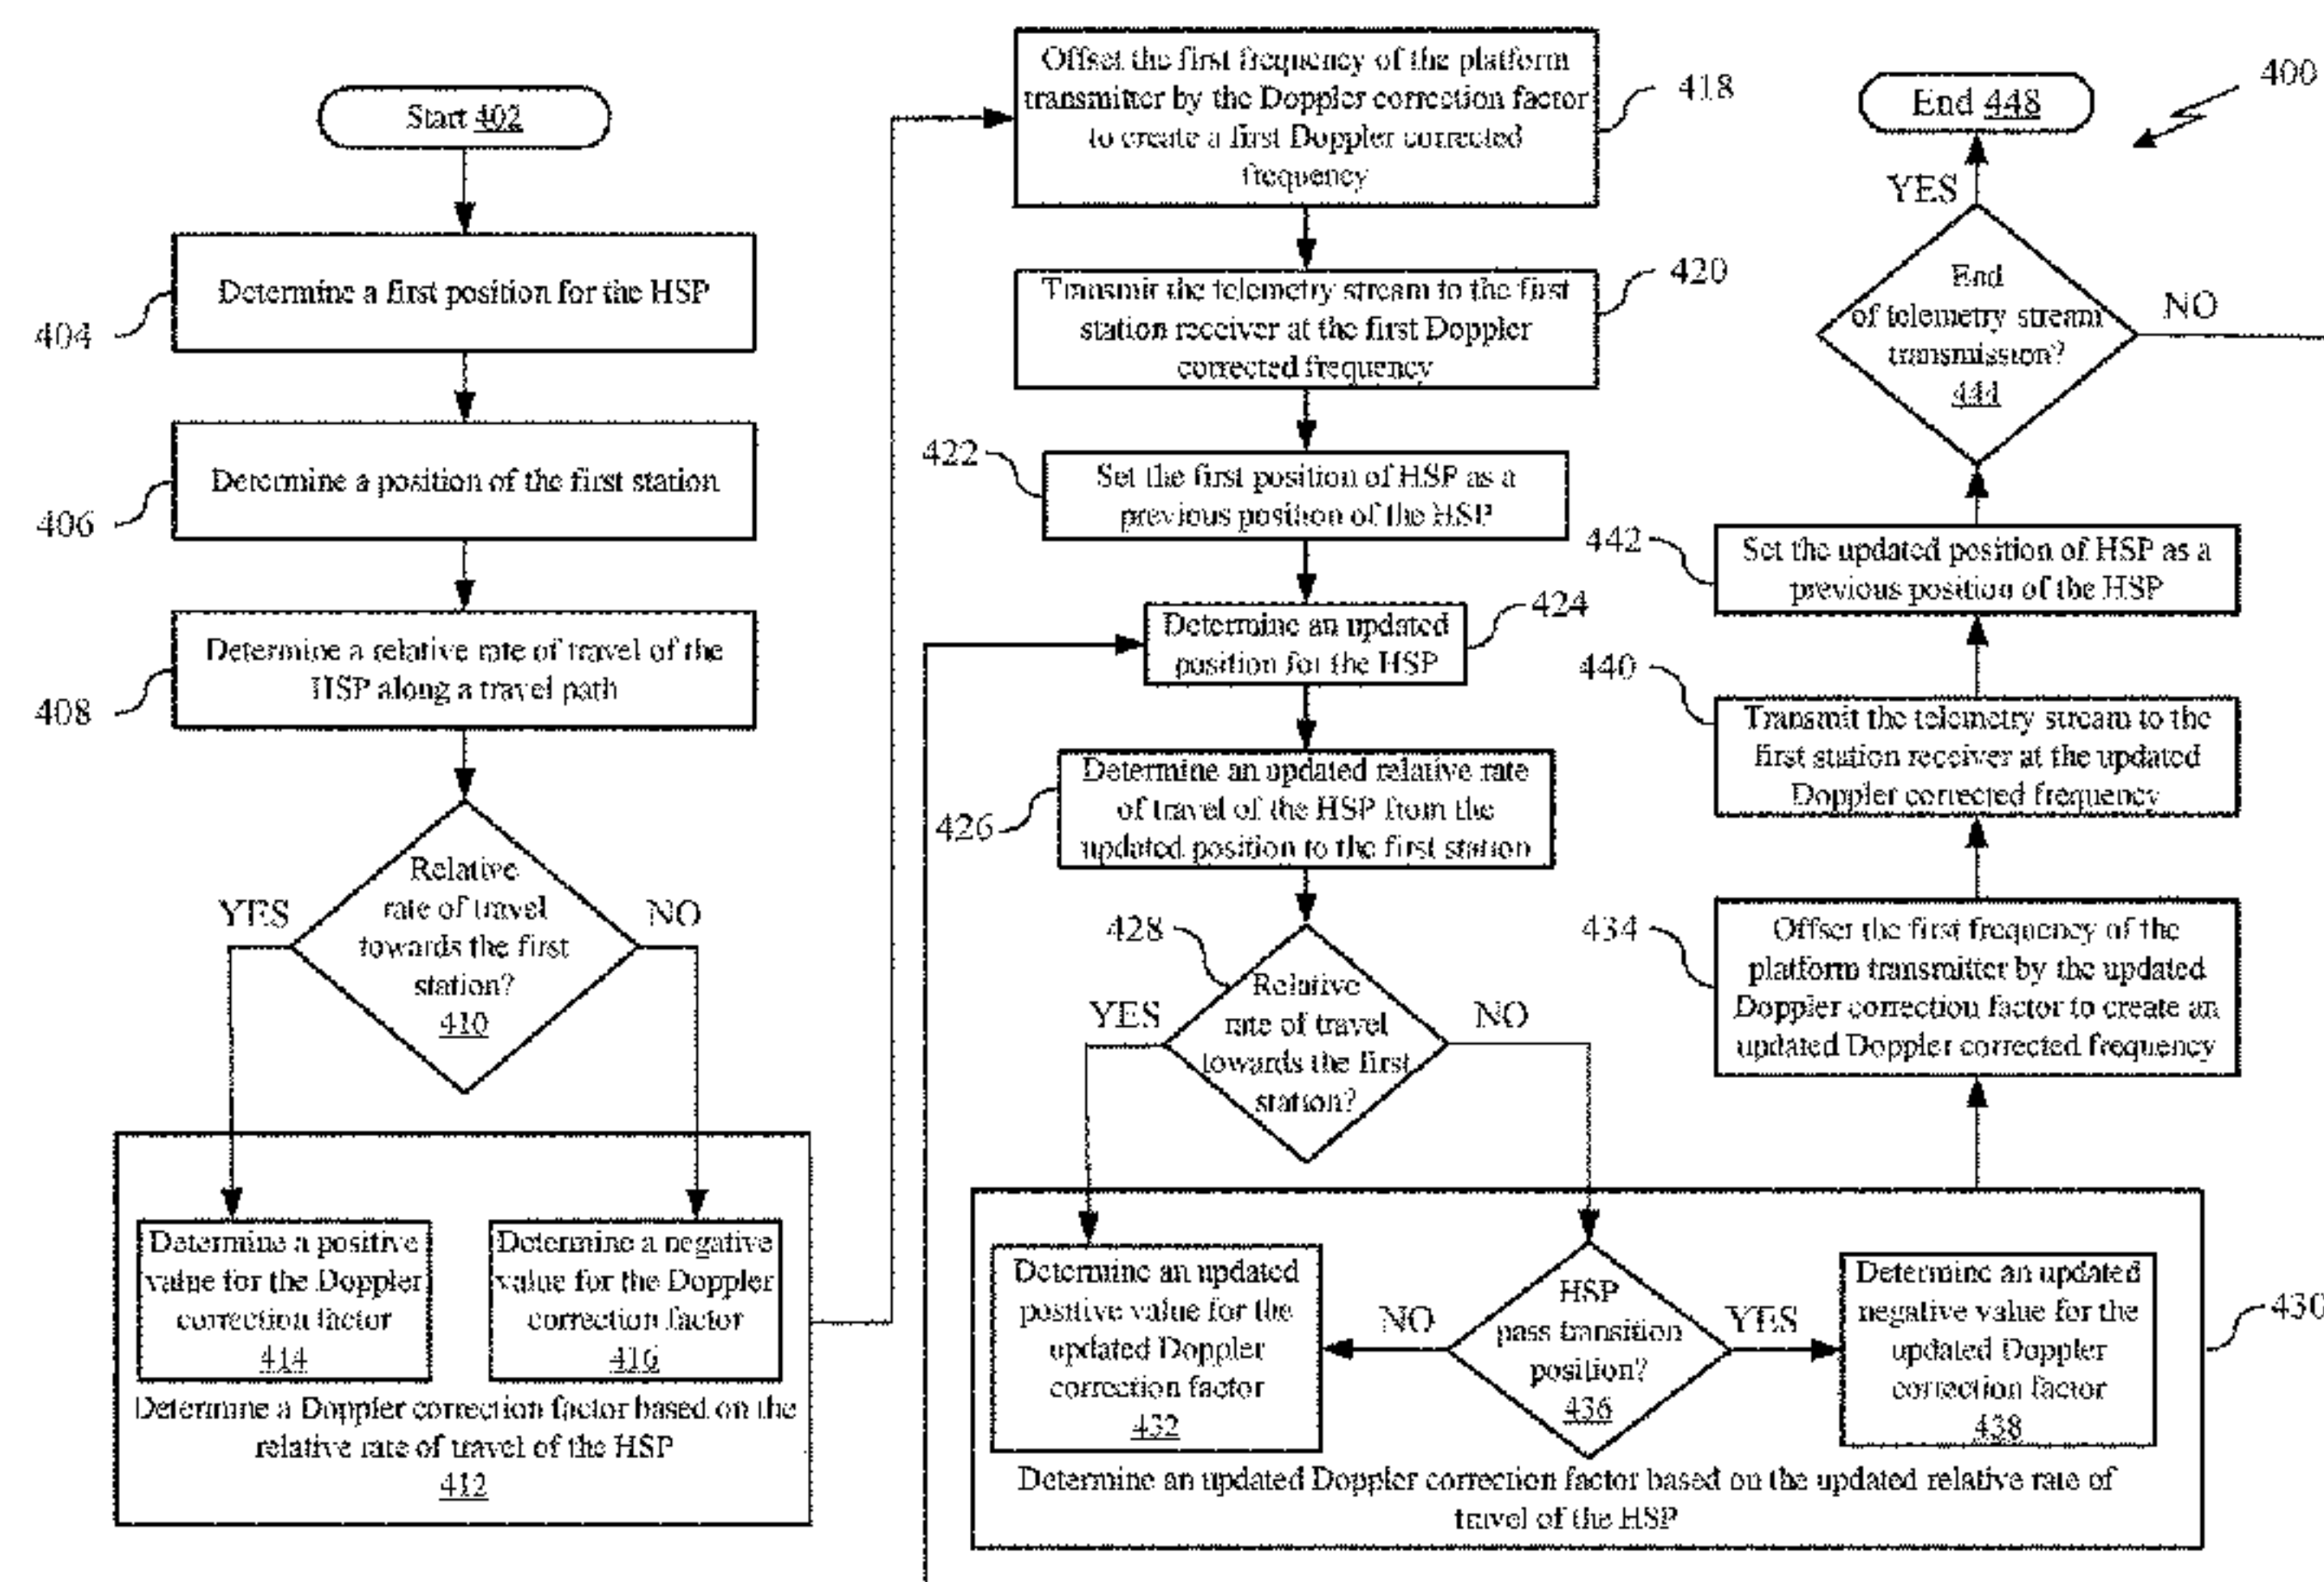 Start 402
Determine a first position for the HSP
404
Determine a position of the first station
406
Determine a relative rate of travel of the
HSP along a travel path
408
Relative
rate of travel
towards the first
station?
410
YES
NO
Determine a positive
value for the Doppler
correction factor
414
Determine a negative
value for the Doppler
correction factor
416
Determine a Doppler correction factor based on the
relative rate of travel of the HSP
412
Offset the first frequency of the platform
transmitter by the Doppler correction factor
to create a first Doppler corrected
frequency
418
Transmit the telemetry stream to the first
station receiver at the first Doppler
corrected frequency
420
422
Set the first position of HSP as a
previous position of the HSP
Determine an updated
position for the HSP
424
Determine an updated relative rate
of travel of the HSP from the
updated position to the first station
426
428
Relative
rate of travel
towards the first
station?
YES
NO
Determine an updated
positive value for the
updated Doppler
correction factor
432
NO
HSP
pass transition
position?
436
YES
Determine an updated
negative value for the
updated Doppler
correction factor
438
430
Determine an updated Doppler correction factor based on the updated relative rate of
travel of the HSP
434
Offset the first frequency of the
platform transmitter by the updated
Doppler correction factor to create an
updated Doppler corrected frequency
440
Transmit the telemetry stream to the
first station receiver at the updated
Doppler corrected frequency
442
Set the updated position of HSP as a
previous position of the HSP
End
of telemetry stream
transmission?
444
NO
YES
End 448
400